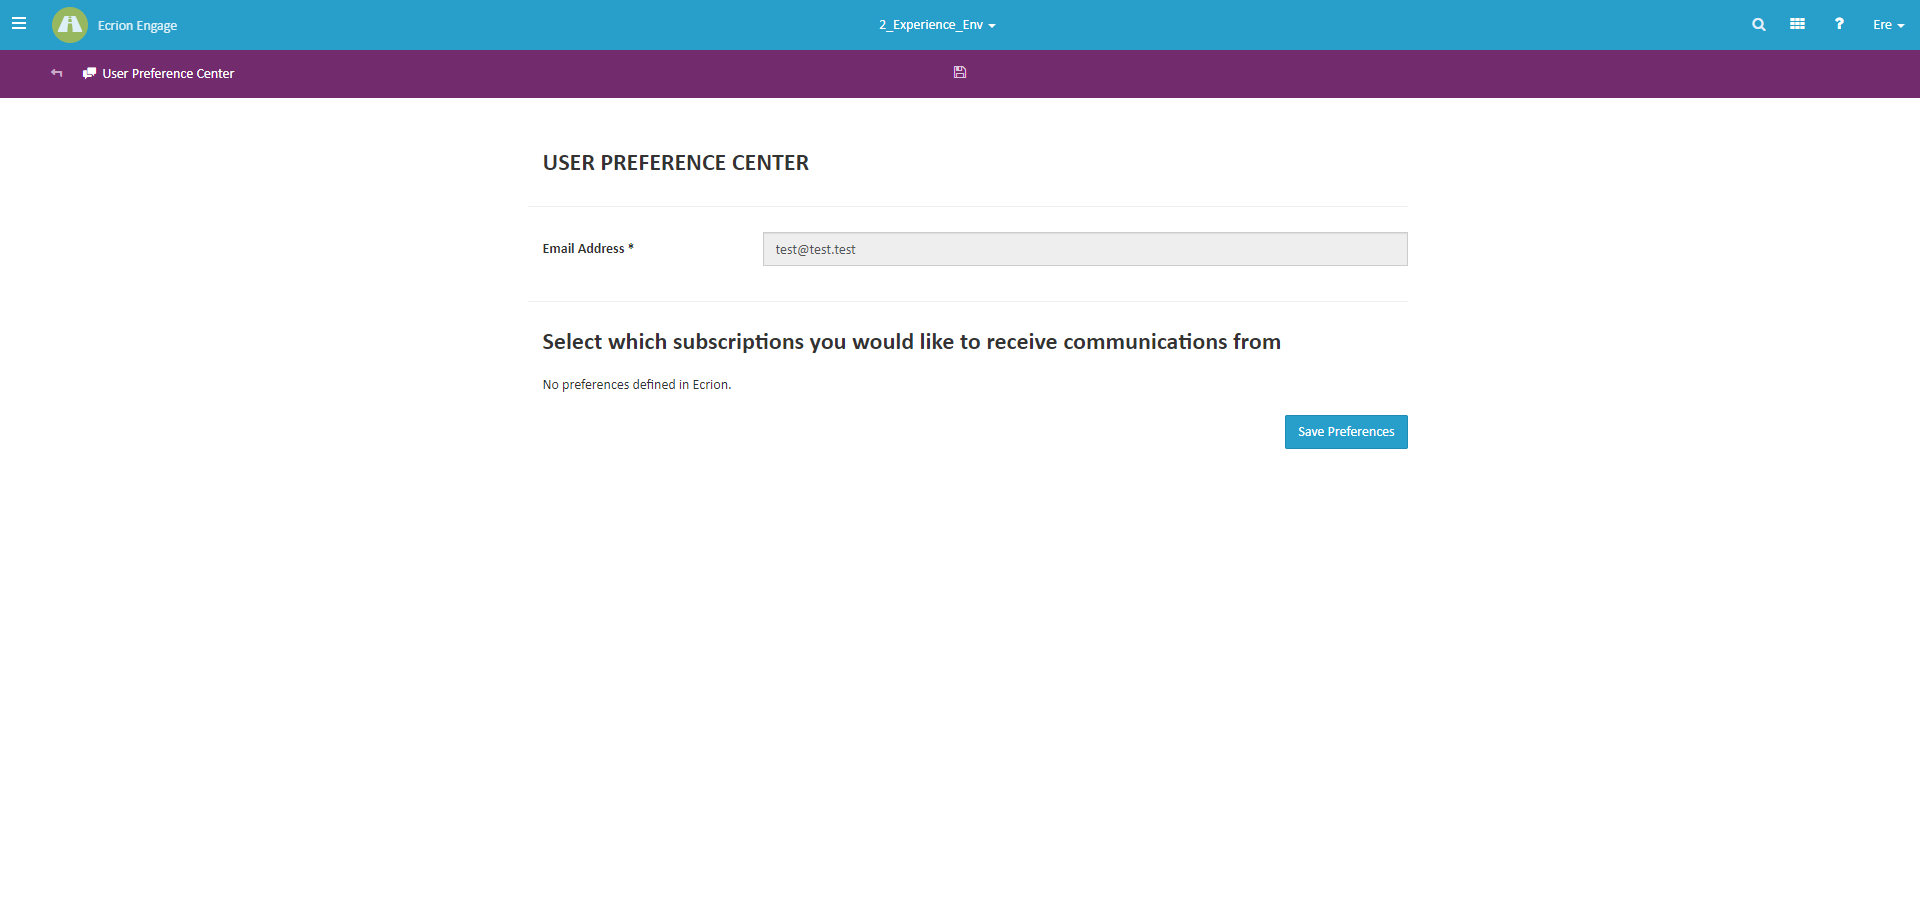 Ecrion Engage
2_Experience_Env
?
Ere
User Preference Center
USER PREFERENCE CENTER
Email Address *
test@test.test
Select which subscriptions you would like to receive communications from
No preferences defined in Ecrion.
Save Preferences